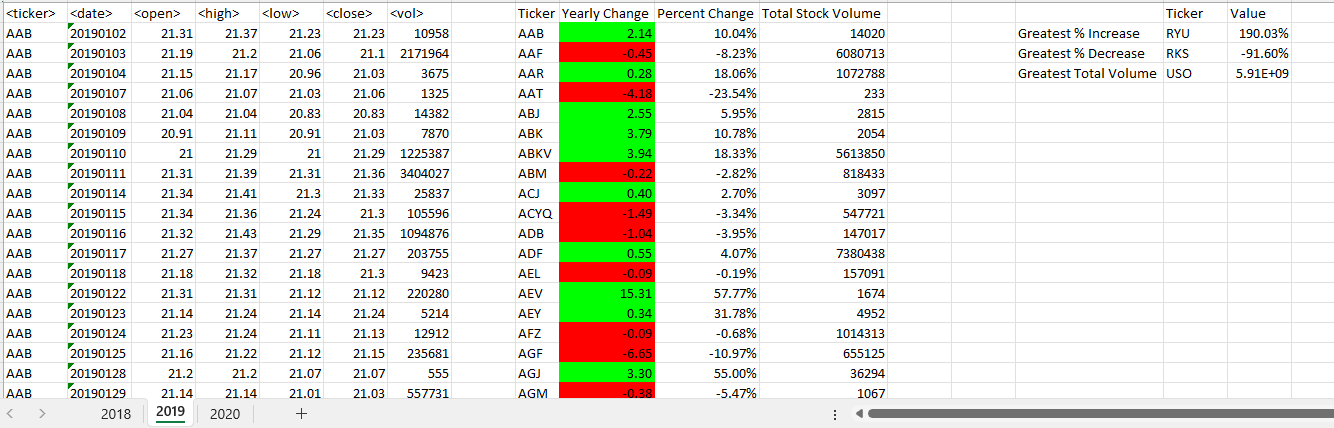 <ticker> <date> <open> <high> <low> <close> <vol> Ticker Yearly Change Percent Change Total Stock Volume Ticker Value
AAB 20190102 21.31 21.37 21.23 21.23 10958 AAB 2.14 10.04% 14020 Greatest % Increase RYU 190.03%
AAB 20190103 21.19 21.2 21.06 21.1 2171964 AAF -0.45 -8.23% 6080713 Greatest % Decrease RKS -91.60%
AAB 20190104 21.15 21.17 20.96 21.03 3675 AAR 0.28 18.06% 1072788 Greatest Total Volume USO 5.91E+09
AAB 20190107 21.06 21.07 21.03 21.06 1325 AAT -4.18 -23.54% 233
AAB 20190108 21.04 21.04 20.83 20.83 14382 ABJ 2.55 5.95% 2815
AAB 20190109 20.91 21.11 20.91 21.03 7870 ABK 3.79 10.78% 2054
AAB 20190110 21 21.29 21 21.29 1225387 ABKV 3.94 18.33% 5613850
AAB 20190111 21.31 21.39 21.31 21.36 3404027 ABM -0.22 -2.82% 818433
AAB 20190114 21.34 21.41 21.3 21.33 25837 ACJ 0.40 2.70% 3097
AAB 20190115 21.34 21.36 21.24 21.3 105596 ACYQ -1.49 -3.34% 547721
AAB 20190116 21.32 21.43 21.29 21.35 1094876 ADB -1.04 -3.95% 147017
AAB 20190117 21.27 21.37 21.27 21.27 203755 ADF 0.55 4.07% 7380438
AAB 20190118 21.18 21.32 21.18 21.3 9423 AEL -0.09 -0.19% 157091
AAB 20190122 21.31 21.31 21.12 21.12 220280 AEV 15.31 57.77% 1674
AAB 20190123 21.14 21.24 21.14 21.24 5214 AEY 0.34 31.78% 4952
AAB 20190124 21.23 21.24 21.11 21.13 12912 AFZ -0.09 -0.68% 1014313
AAB 20190125 21.16 21.22 21.12 21.15 235681 AGF -6.65 -10.97% 655125
AAB 20190128 21.2 21.2 21.07 21.07 555 AGJ 3.30 55.00% 36294
AAB 20190129 21.14 21.14 21.01 21.03 557731 AGM -0.38 -5.47% 1067
2018 2019 2020